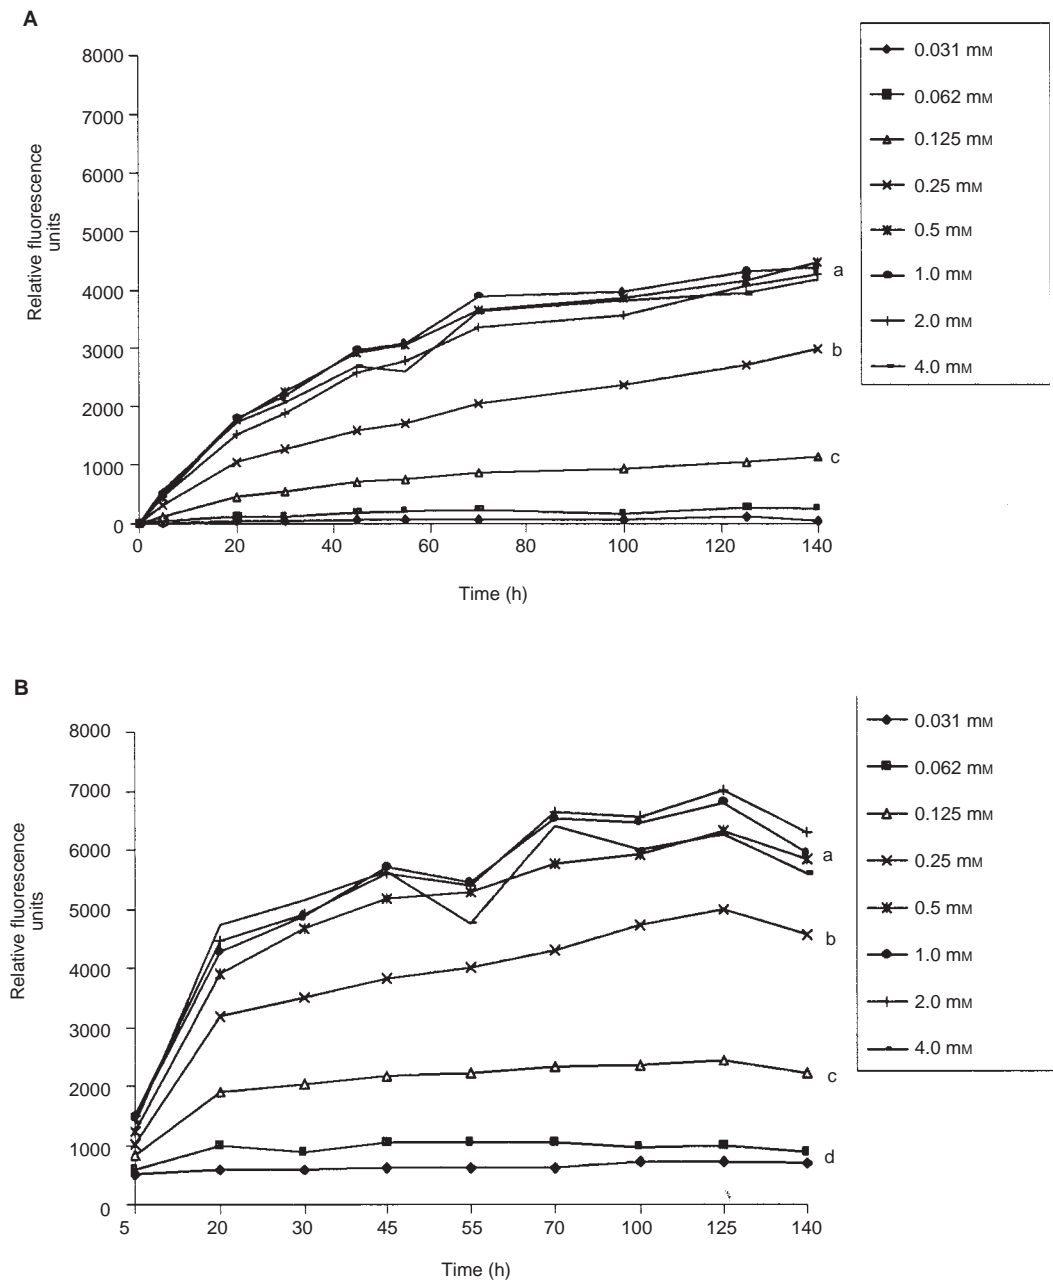 A
8000
7000
6000
5000
4000
3000
2000
1000
0
Relative fluorescence
units
0 20 40 60 80 100 120 140
Time (h)
a
b
c
0.031 mM
0.062 mM
0.125 mM
0.25 mM
0.5 mM
1.0 mM
2.0 mM
4.0 mM
B
8000
7000
6000
5000
4000
3000
2000
1000
0
Relative fluorescence
units
5 20 30 45 55 70 100 125 140
Time (h)
a
b
c
d
0.031 mM
0.062 mM
0.125 mM
0.25 mM
0.5 mM
1.0 mM
2.0 mM
4.0 mM